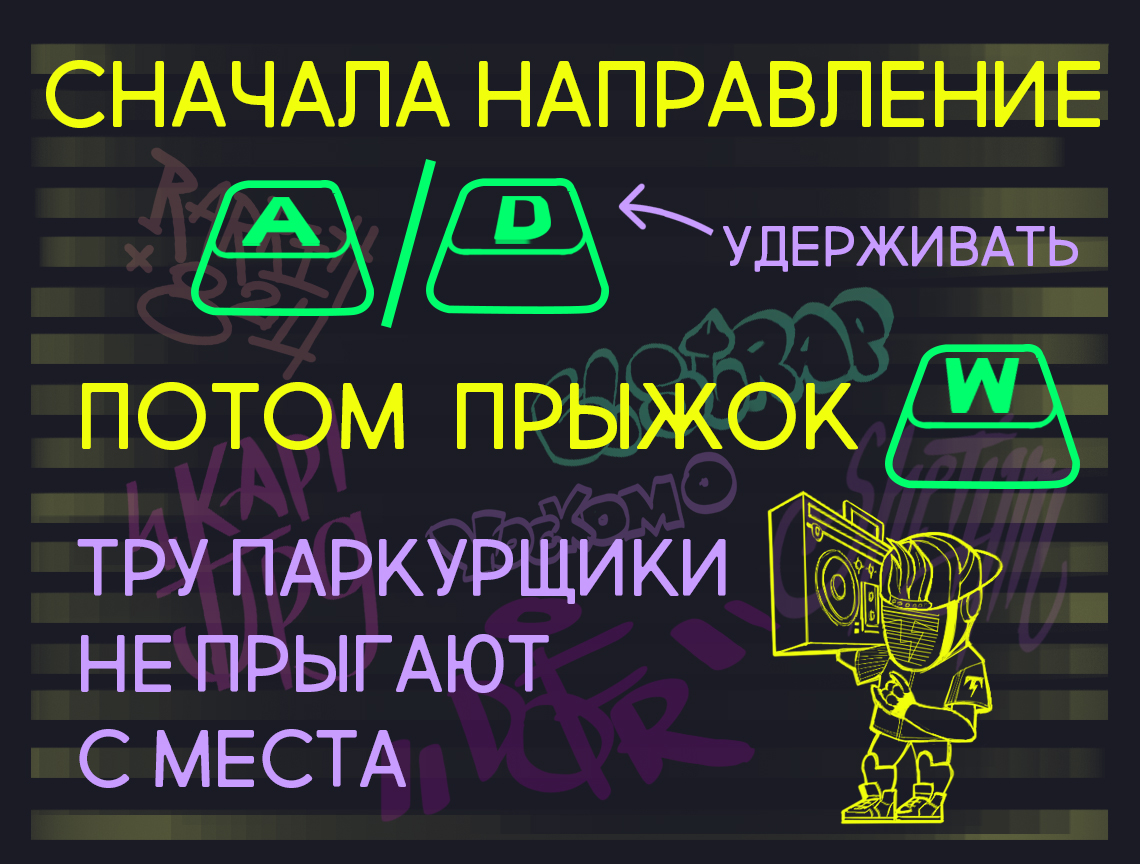 СНАЧАЛА НАПРАВЛЕНИЕ
A / D
УДЕРЖИВАТЬ
ПОТОМ ПРЫЖОК W
ТРУ ПАРКУРЩИКИ
НЕ ПРЫГАЮТ
С МЕСТА